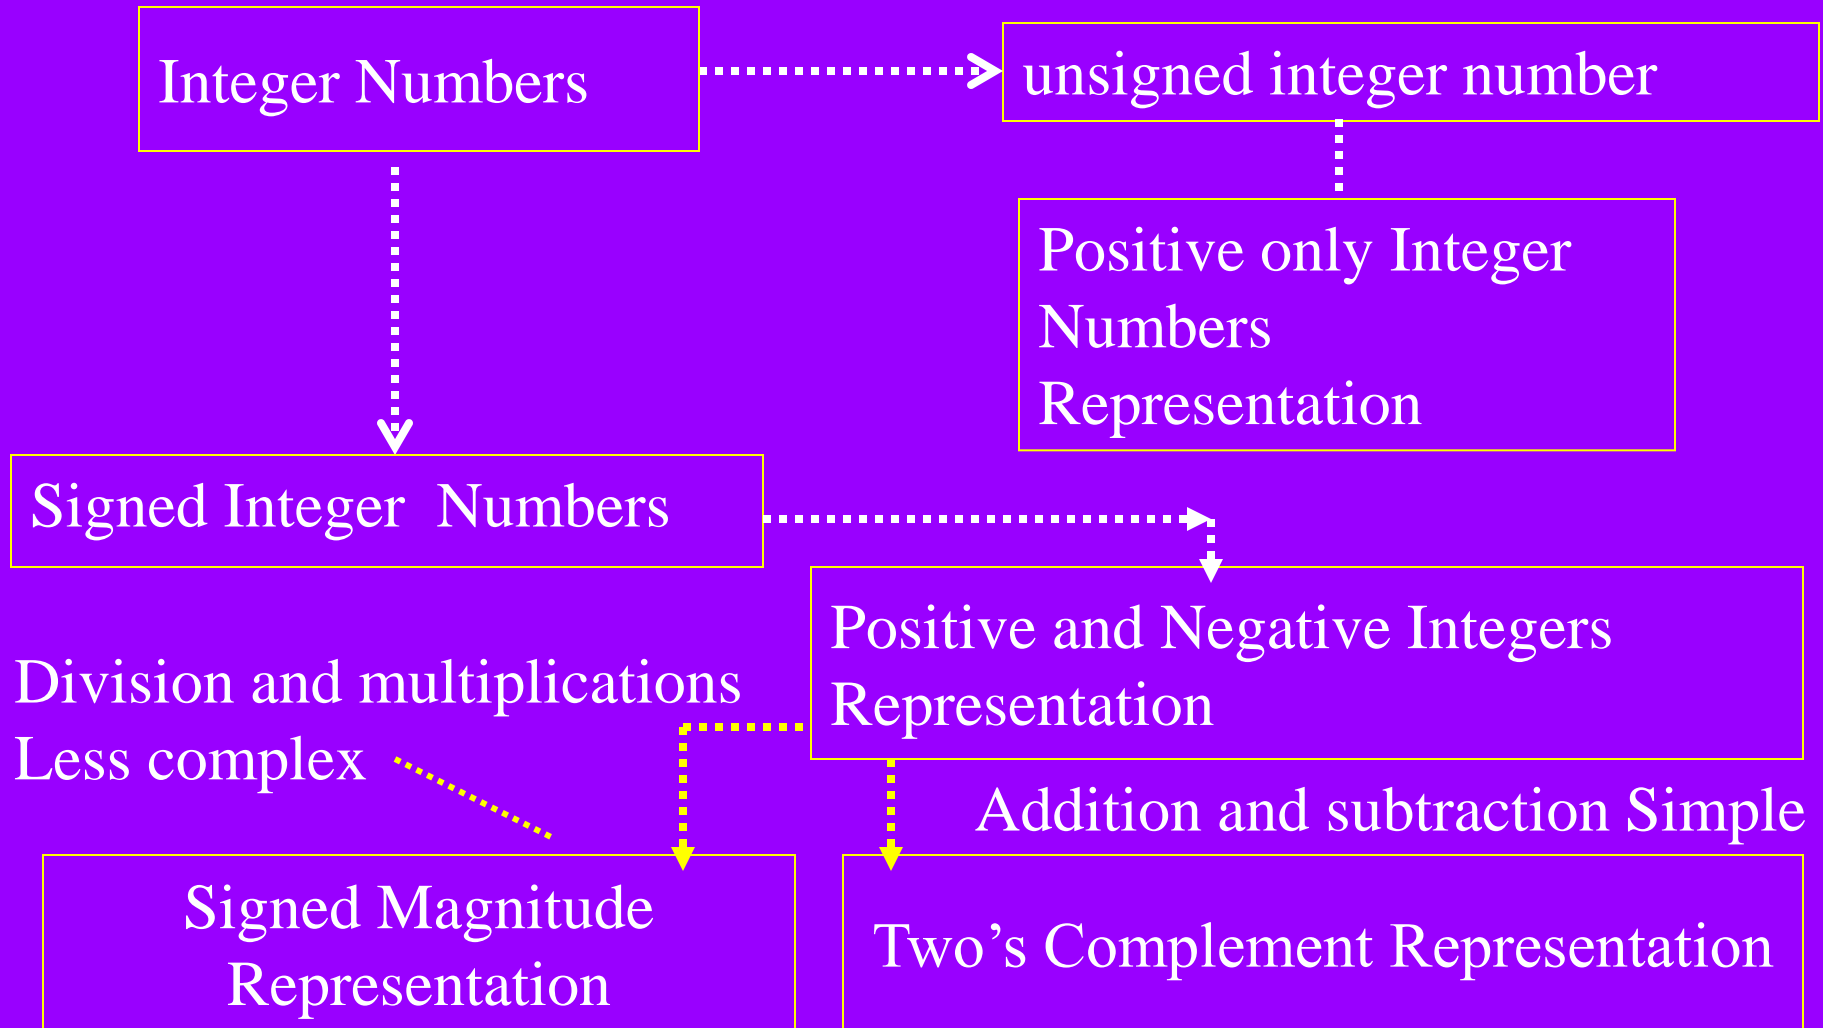 Integer Numbers
unsigned integer number
Positive only Integer
Numbers
Representation
Signed Integer  Numbers
Positive and Negative Integers
Representation
Division and multiplications
Less complex
Addition and subtraction Simple
Signed Magnitude
Representation
Two’s Complement Representation